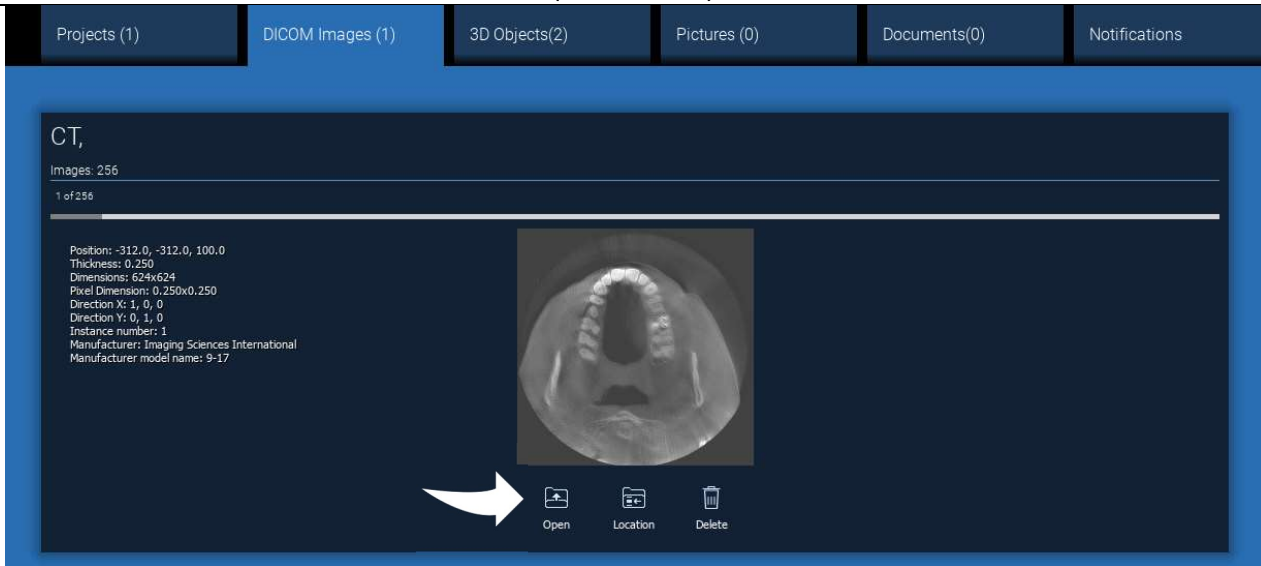 Projects (1) DICOM Images (1) 3D Objects(2) Pictures (0) Documents(0) Notifications
CT,
Images: 256
1 of 256
Position: -312.0, -312.0, 100.0
Thickness: 0.250
Dimensions: 624x624
Pixel Dimension: 0.250x0.250
Direction X: 1, 0, 0
Direction Y: 0, 1, 0
Instance number: 1
Manufacturer: Imaging Sciences International
Manufacturer model name: 9-17
Open Location Delete